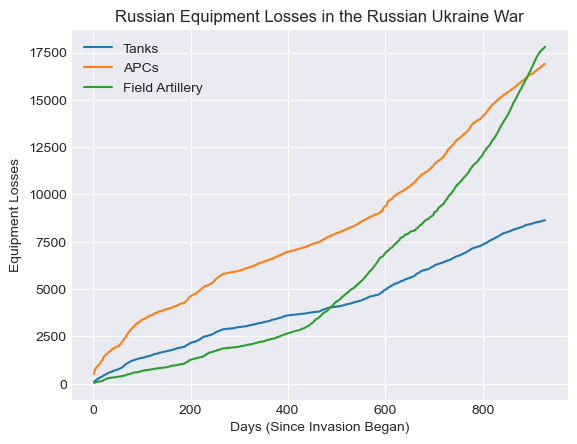 Russian Equipment Losses in the Russian Ukraine War
Tanks
APCs
Field Artillery
17500
15000
12500
10000
7500
5000
2500
0
Equipment Losses
0 200 400 600 800
Days (Since Invasion Began)